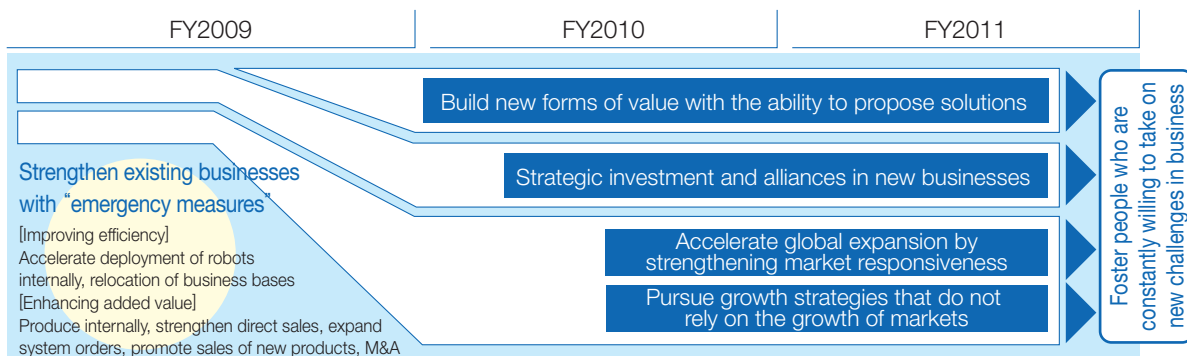 FY2009
FY2010
FY2011
Build new forms of value with the ability to propose solutions
Strategic investment and alliances in new businesses
Accelerate global expansion by
strengthening market responsiveness
Pursue growth strategies that do not
rely on the growth of markets
Strengthen existing businesses
with “emergency measures”
[Improving efficiency]
Accelerate deployment of robots
internally, relocation of business bases
[Enhancing added value]
Produce internally, strengthen direct sales, expand
system orders, promote sales of new products, M&A
Foster people who are
constantly willing to take on
new challenges in business